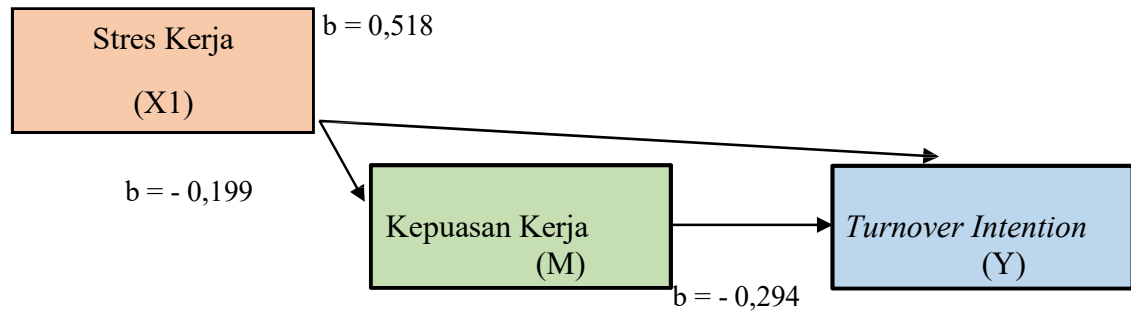 Stres Kerja
(X1)
b = 0,518
b = - 0,199
Kepuasan Kerja
(M)
b = - 0,294
Turnover Intention
(Y)